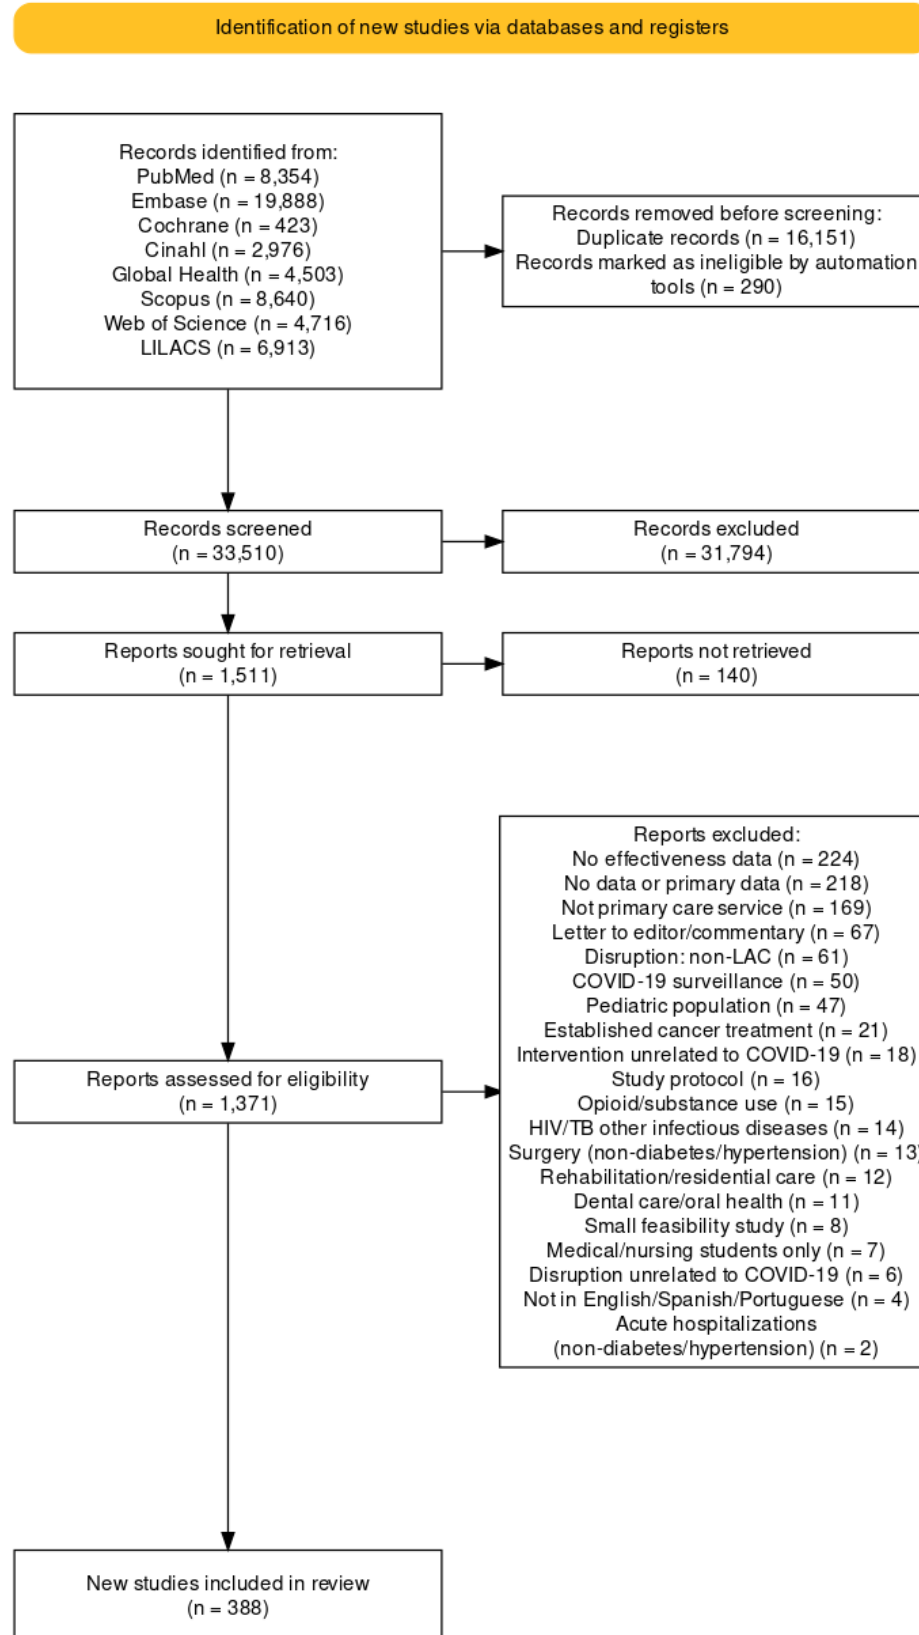 Identification of new studies via databases and registers
Records identified from:
PubMed (n = 8,354)
Embase (n = 19,888)
Cochrane (n = 423)
Cinahl (n = 2,976)
Global Health (n = 4,503)
Scopus (n = 8,640)
Web of Science (n = 4,716)
LILACS (n = 6,913)
Records removed before screening:
Duplicate records (n = 16,151)
Records marked as ineligible by automation
tools (n = 290)
Records screened
(n = 33,510)
Records excluded
(n = 31,794)
Reports sought for retrieval
(n = 1,511)
Reports not retrieved
(n = 140)
Reports assessed for eligibility
(n = 1,371)
Reports excluded:
No effectiveness data (n = 224)
No data or primary data (n = 218)
Not primary care service (n = 169)
Letter to editor/commentary (n = 67)
Disruption: non-LAC (n = 61)
COVID-19 surveillance (n = 50)
Pediatric population (n = 47)
Established cancer treatment (n = 21)
Intervention unrelated to COVID-19 (n = 18)
Study protocol (n = 16)
Opioid/substance use (n = 15)
HIV/TB other infectious diseases (n = 14)
Surgery (non-diabetes/hypertension) (n = 13)
Rehabilitation/residential care (n = 12)
Dental care/oral health (n = 11)
Small feasibility study (n = 8)
Medical/nursing students only (n = 7)
Disruption unrelated to COVID-19 (n = 6)
Not in English/Spanish/Portuguese (n = 4)
Acute hospitalizations
(non-diabetes/hypertension) (n = 2)
New studies included in review
(n = 388)